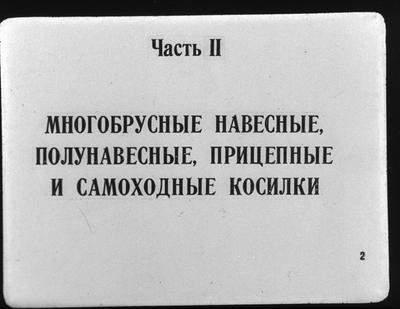 Часть II
МНОГОБРУСНЫЕ НАВЕСНЫЕ,
ПОЛУНАВЕСНЫЕ, ПРИЦЕПНЫЕ
И САМОХОДНЫЕ КОСИЛКИ
2